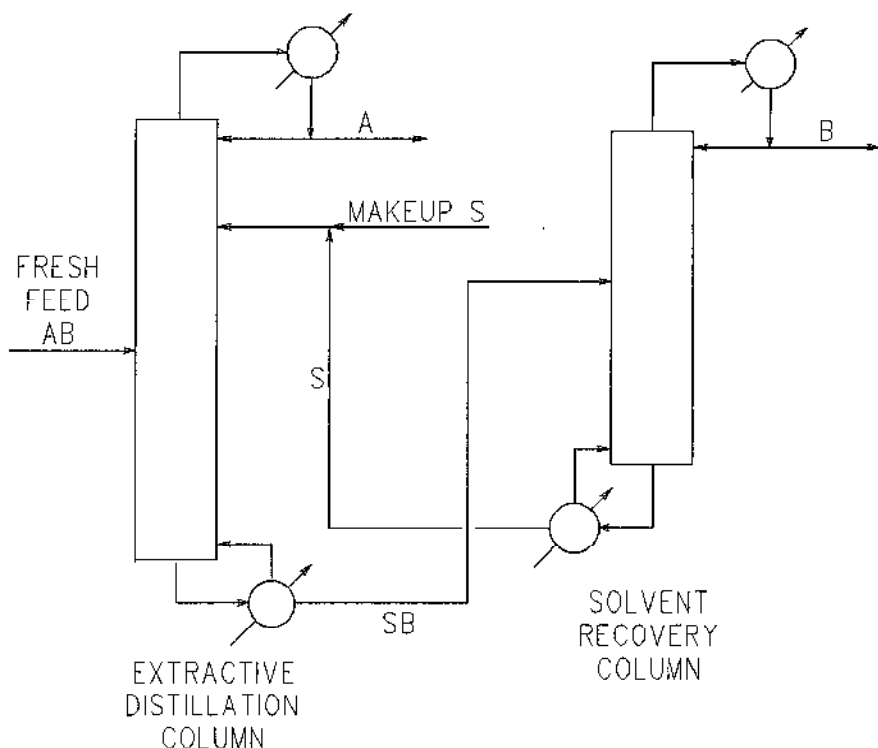 A
B
MAKEUP S
FRESH
FEED
AB
S
SB
SOLVENT
RECOVERY
COLUMN
EXTRACTIVE
DISTILLATION
COLUMN